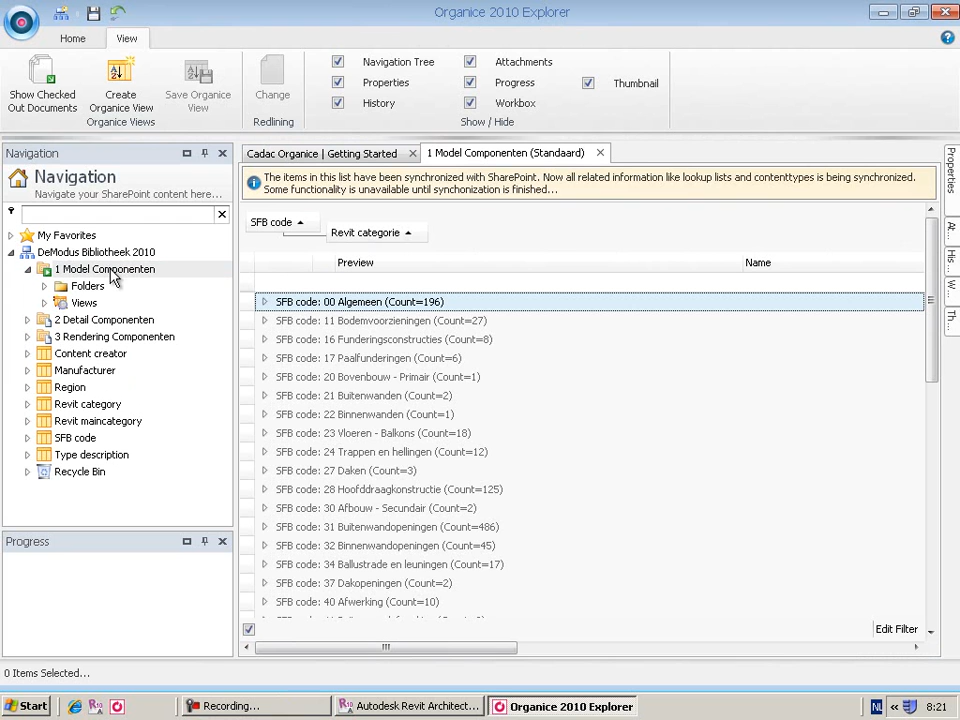 Organice 2010 Explorer
Home
View
Show Checked
Out Documents
Create
Organice View
Save Organice
View
Organice Views
Change
Redlining
Navigation Tree
Properties
History
Attachments
Progress
Workbox
Thumbnail
Show / Hide
Navigation
Navigation
Navigate your SharePoint content here...
My Favorites
DeModus Bibliotheek 2010
1 Model Componenten
Folders
Views
2 Detail Componenten
3 Rendering Componenten
Content creator
Manufacturer
Region
Revit category
Revit maincategory
SFB code
Type description
Recycle Bin
Progress
Cadac Organice | Getting Started
1 Model Componenten (Standaard)
The items in this list have been synchronized with SharePoint. Now all related information like lookup lists and contenttypes is being synchronized.
Some functionality is unavailable until synchonization is finished...
SFB code
Revit categorie
Preview
Name
SFB code: 00 Algemeen (Count=196)
SFB code: 11 Bodemvoorzieningen (Count=27)
SFB code: 16 Funderingsconstructies (Count=8)
SFB code: 17 Paalfunderingen (Count=6)
SFB code: 20 Bovenbouw - Primair (Count=1)
SFB code: 21 Buitenwanden (Count=2)
SFB code: 22 Binnenwanden (Count=1)
SFB code: 23 Vloeren - Balkons (Count=18)
SFB code: 24 Trappen en hellingen (Count=12)
SFB code: 27 Daken (Count=3)
SFB code: 28 Hoofddraagkonstructie (Count=125)
SFB code: 30 Afbouw - Secundair (Count=2)
SFB code: 31 Buitenwandopeningen (Count=486)
SFB code: 32 Binnenwandopeningen (Count=45)
SFB code: 34 Ballustrade en leuningen (Count=17)
SFB code: 37 Dakopeningen (Count=2)
SFB code: 40 Afwerking (Count=10)
Edit Filter
Properties
At...
His...
W...
Th...
0 Items Selected...
Start
Recording...
Autodesk Revit Architect...
Organice 2010 Explorer
NL
8:21